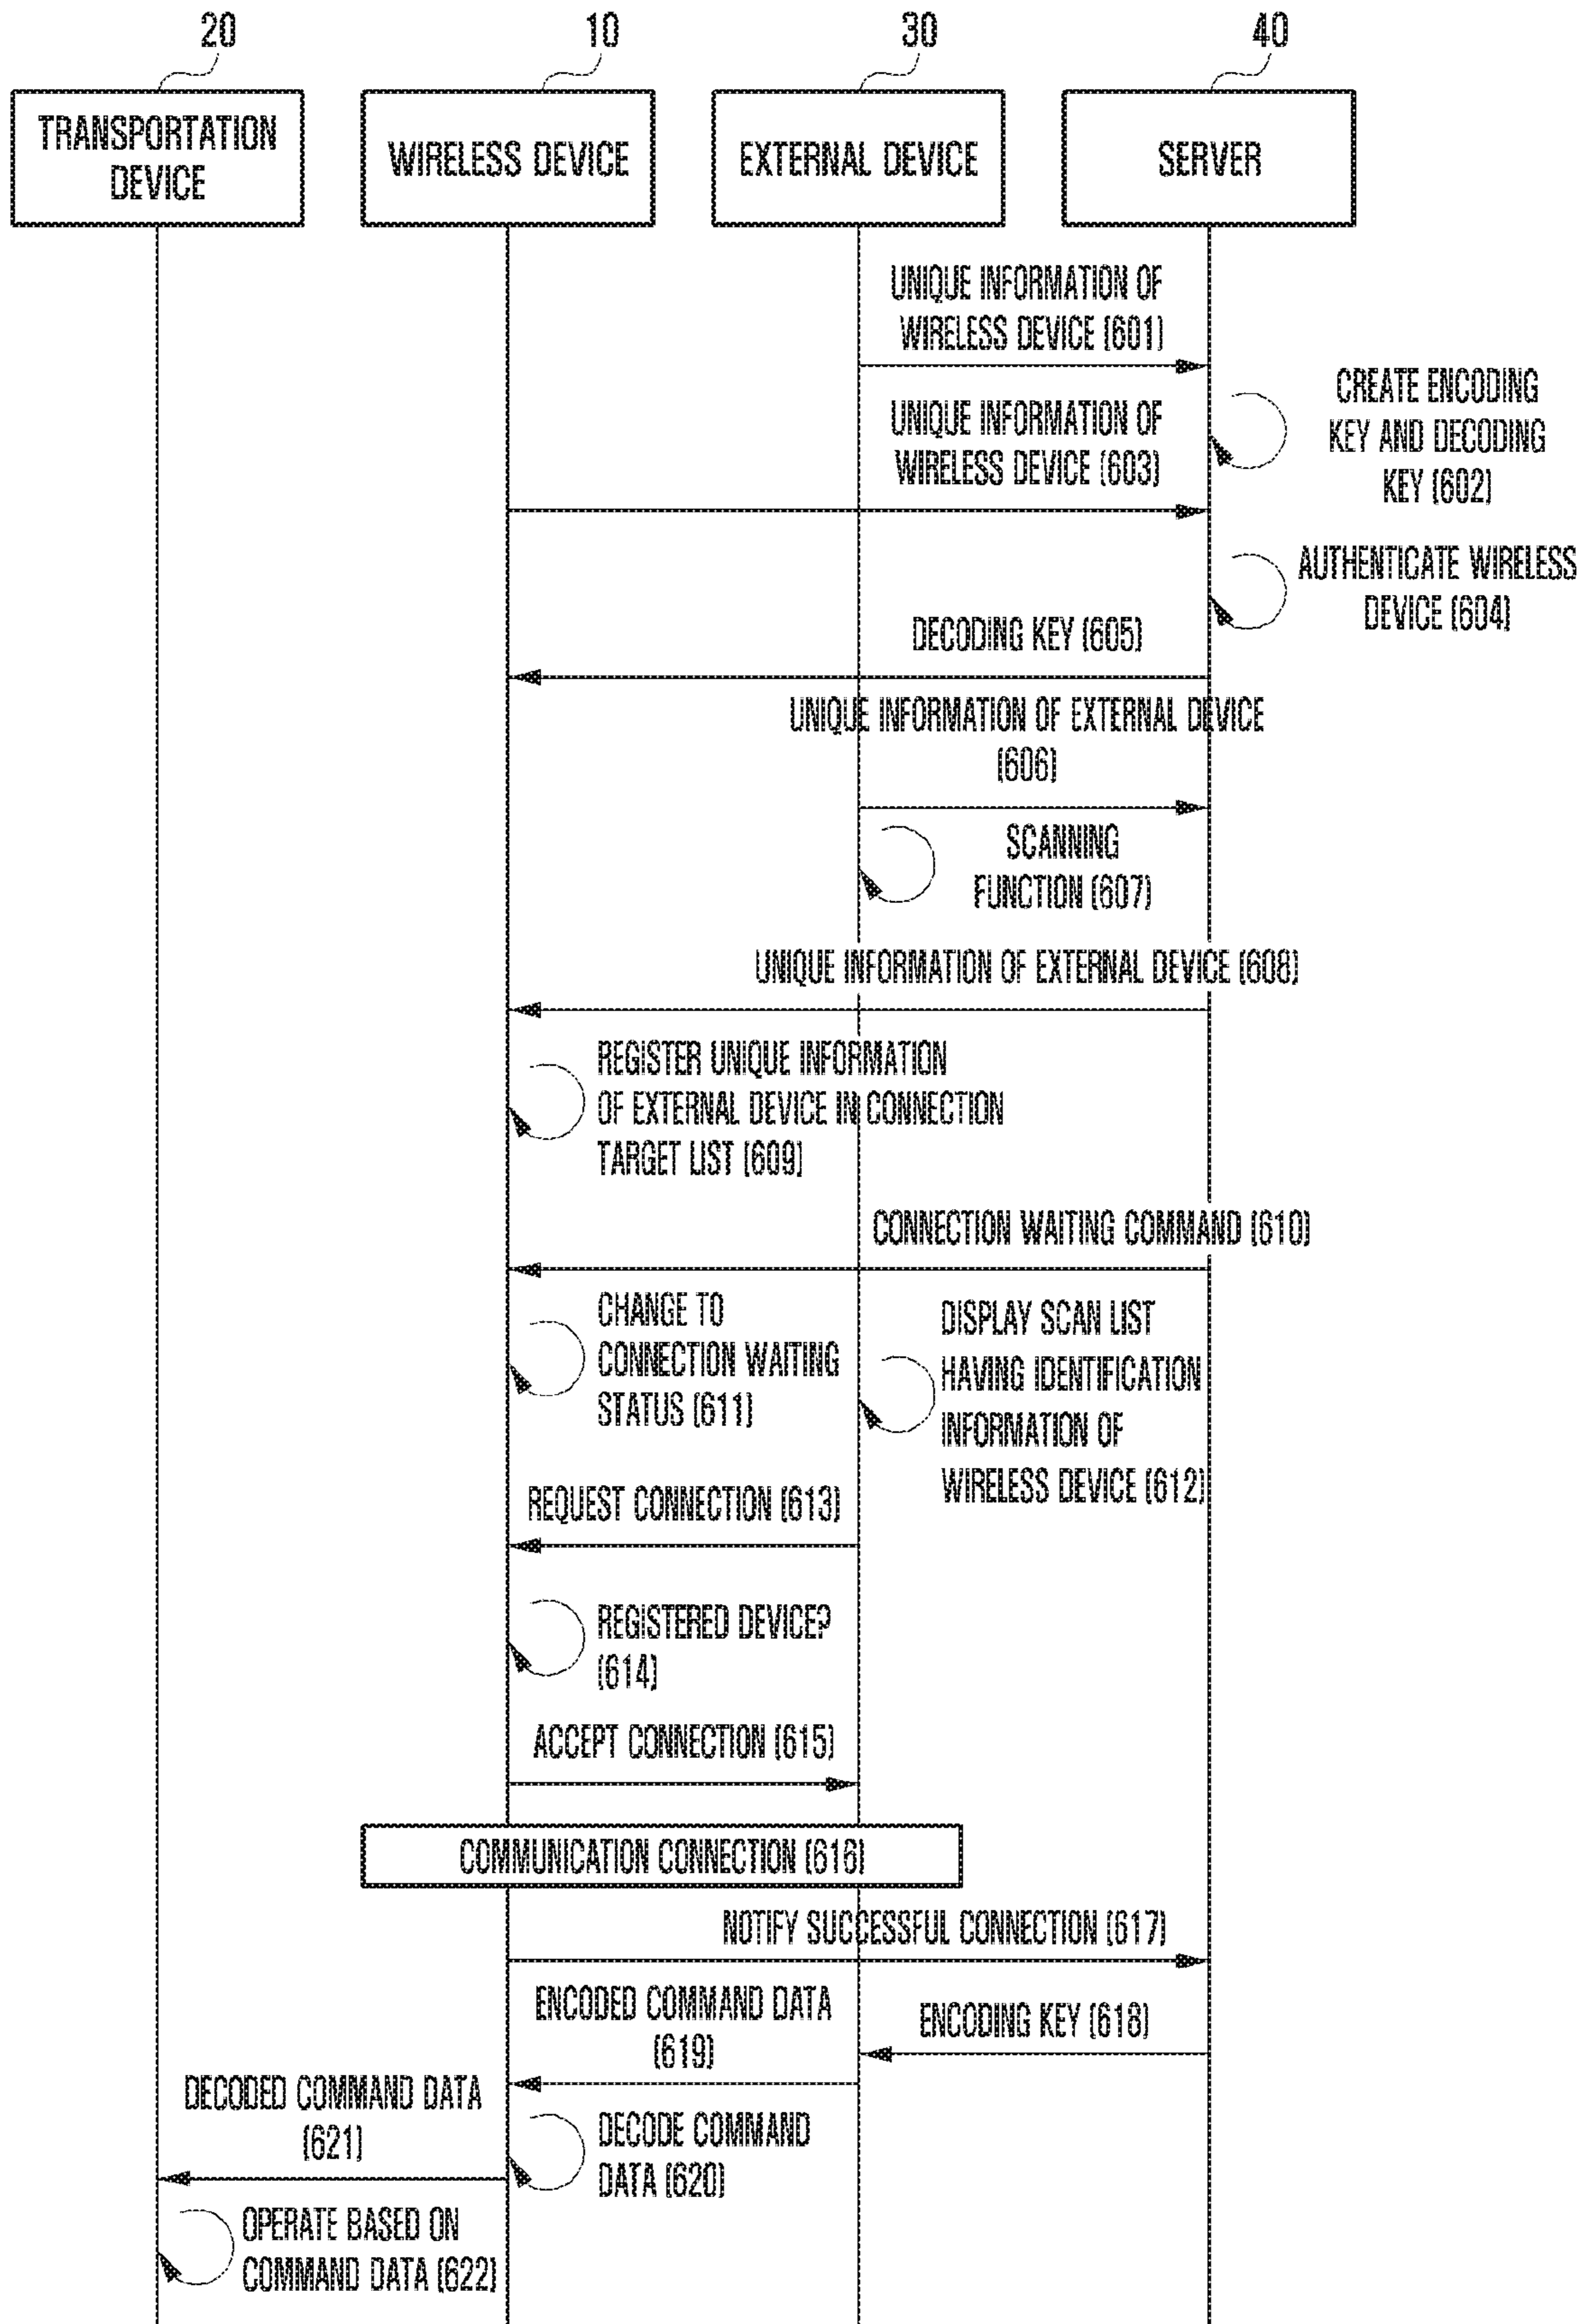 20
10
30
40
TRANSPORTATION
DEVICE
WIRELESS DEVICE
EXTERNAL DEVICE
SERVER
UNIQUE INFORMATION OF
WIRELESS DEVICE (601)
CREATE ENCODING
KEY AND DECODING
KEY (602)
UNIQUE INFORMATION OF
WIRELESS DEVICE (603)
AUTHENTICATE WIRELESS
DEVICE (604)
DECODING KEY (605)
UNIQUE INFORMATION OF EXTERNAL DEVICE
(606)
SCANNING
FUNCTION (607)
UNIQUE INFORMATION OF EXTERNAL DEVICE (608)
REGISTER UNIQUE INFORMATION
OF EXTERNAL DEVICE IN CONNECTION
TARGET LIST (609)
CONNECTION WAITING COMMAND (610)
CHANGE TO
CONNECTION WAITING
STATUS (611)
DISPLAY SCAN LIST
HAVING IDENTIFICATION
INFORMATION OF
WIRELESS DEVICE (612)
REQUEST CONNECTION (613)
REGISTERED DEVICE?
(614)
ACCEPT CONNECTION (615)
COMMUNICATION CONNECTION (616)
NOTIFY SUCCESSFUL CONNECTION (617)
ENCODING KEY (618)
ENCODED COMMAND DATA
(619)
DECODE COMMAND
DATA (620)
DECODED COMMAND DATA
(621)
OPERATE BASED ON
COMMAND DATA (622)